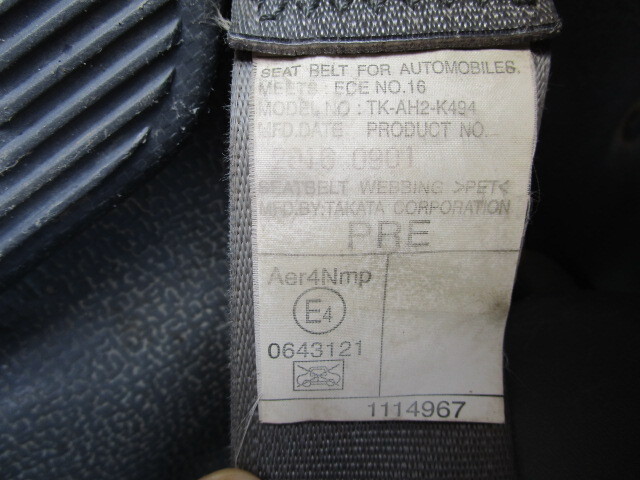 SEAT BELT FOR AUTOMOBILES.
MEETS : ECE NO.16
MODEL NO : TK-AH2-K494
MFD.DATE PRODUCT NO.
0901
SEATBELT WEBBING >PET<
MFD.BY:TAKATA CORPORATION
PRE
Aer4Nmp
E4
0643121
1114967